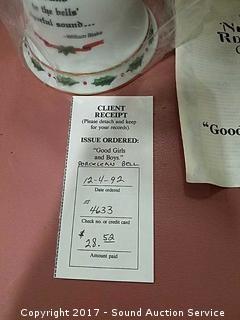 the bells'
sound...
—William Blake
CLIENT
RECEIPT
(Please detach and keep
for your records)
ISSUE ORDERED:
"Good Girls
and Boys."
PORCELAIN BELL
12-4-92
Date ordered
4633
Check no. or credit card
$28.52
Amount paid
"Good
Copyright 2017 - Sound Auction Service